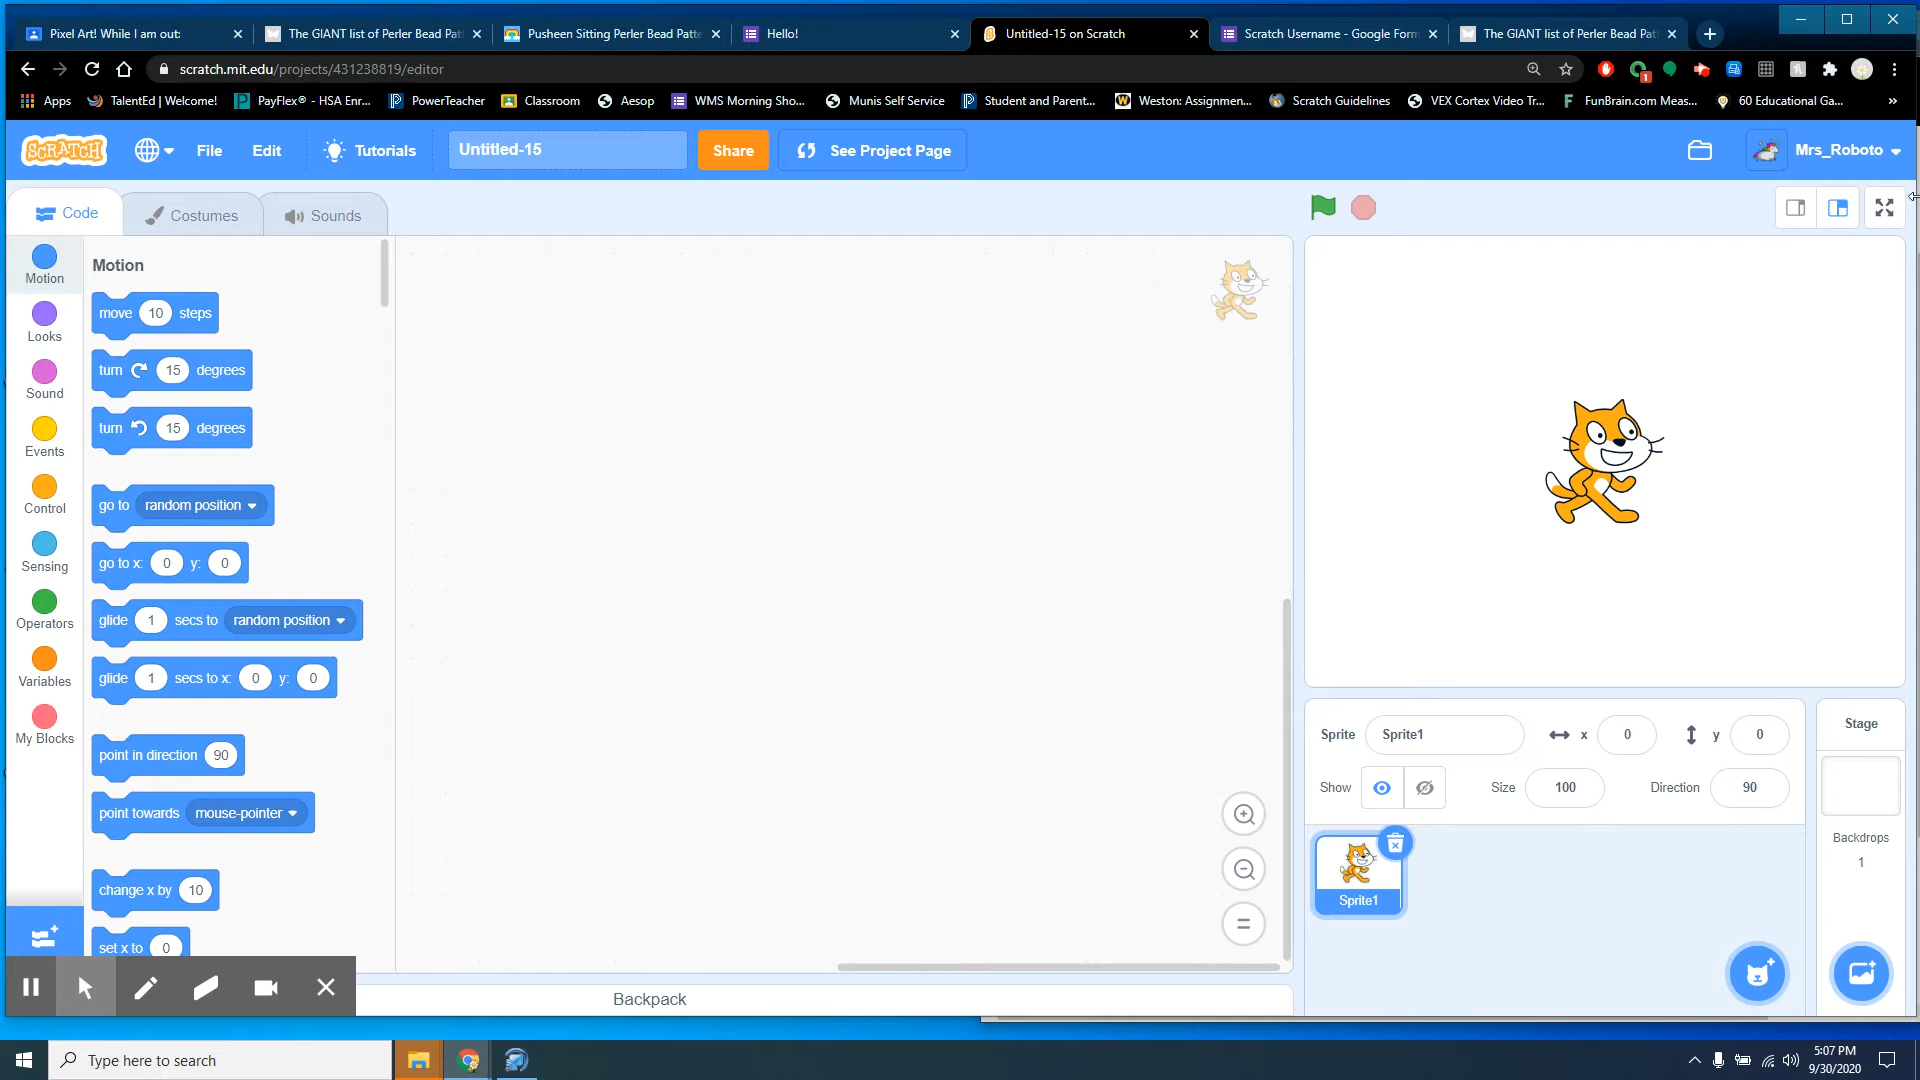 Pixel Art! While I am out:
The GIANT list of Perler Bead Pat
Pusheen Sitting Perler Bead Patte
Hello!
Untitled-15 on Scratch
Scratch Username - Google Form
The GIANT list of Perler Bead Pat
scratch.mit.edu/projects/431238819/editor
1
Apps
TalentEd | Welcome!
PayFlex® - HSA Enr...
PowerTeacher
Classroom
Aesop
WMS Morning Sho...
Munis Self Service
Student and Parent...
Weston: Assignmen...
Scratch Guidelines
VEX Cortex Video Tr...
FunBrain.com Meas...
60 Educational Ga...
SCRATCH
File
Edit
Tutorials
Untitled-15
Share
See Project Page
Mrs_Roboto
Code
Costumes
Sounds
Motion
Looks
Sound
Events
Control
Sensing
Operators
Variables
My Blocks
Motion
move 10 steps
turn 15 degrees
turn 15 degrees
go to random position
go to x: 0 y: 0
glide 1 secs to random position
glide 1 secs to x: 0 y: 0
point in direction 90
point towards mouse-pointer
change x by 10
set x to 0
Backpack
Sprite Sprite1 x 0 y 0
Show Size 100 Direction 90
Sprite1
Stage
Backdrops
1
Type here to search
5:07 PM
9/30/2020